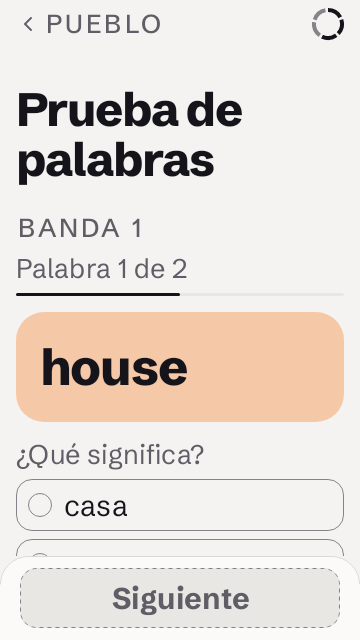 PUEBLO
Prueba de
palabras
BANDA 1
Palabra 1 de 2
house
¿Qué significa?
casa
Siguiente